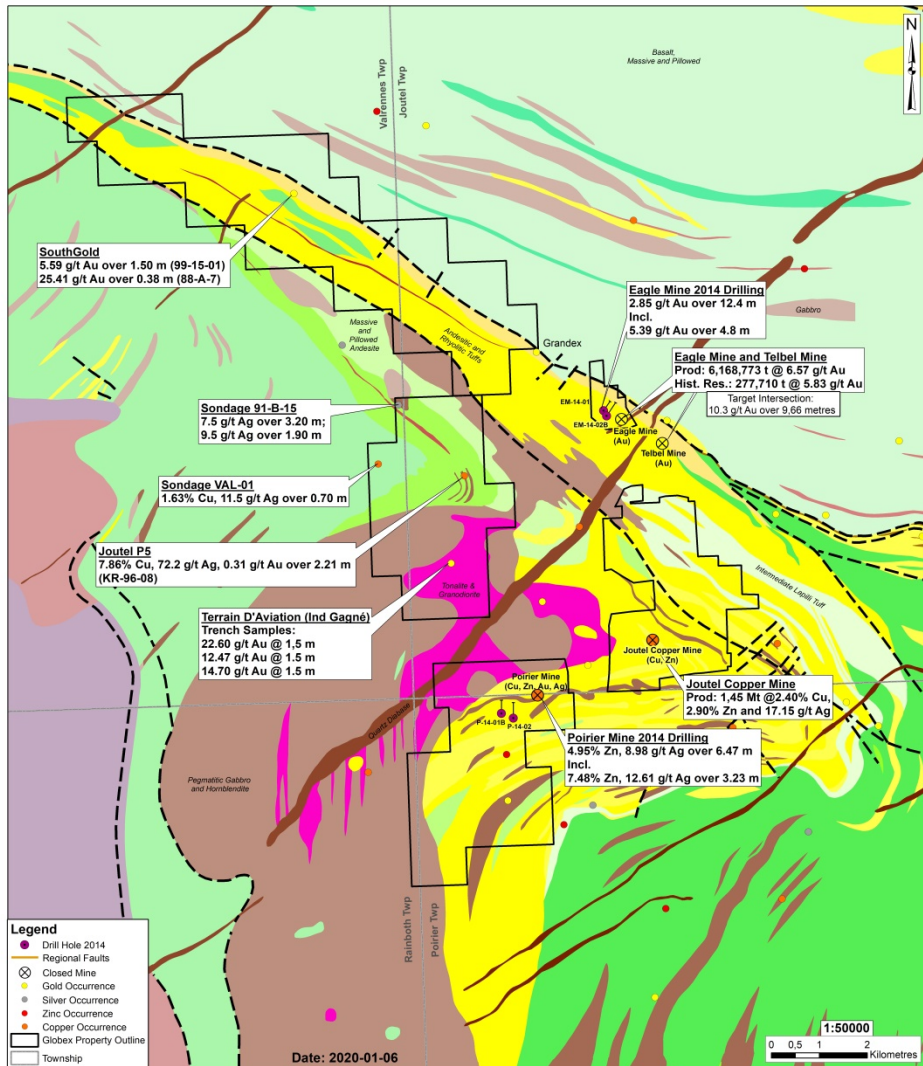 N
Basalt,
Massive and Pillowed
Valrennes Twp
Joutel Twp
SouthGold
5.59 g/t Au over 1.50 m (99-15-01)
25.41 g/t Au over 0.38 m (88-A-7)
Massive
and
Pillowed
Andesite
Andesitic and
Rhyolitic Tuffs
Grandex
Gabbro
Eagle Mine 2014 Drilling
2.85 g/t Au over 12.4 m
Incl.
5.39 g/t Au over 4.8 m
Eagle Mine and Telbel Mine
Prod: 6,168,773 t @ 6.57 g/t Au
Hist. Res.: 277,710 t @ 5.83 g/t Au
Target Intersection:
10.3 g/t Au over 9,66 metres
EM-14-01
EM-14-02B
Eagle Mine
(Au)
Telbel Mine
(Au)
Sondage 91-B-15
7.5 g/t Ag over 3.20 m;
9.5 g/t Ag over 1.90 m
Sondage VAL-01
1.63% Cu, 11.5 g/t Ag over 0.70 m
Joutel P5
7.86% Cu, 72.2 g/t Ag, 0.31 g/t Au over 2.21 m
(KR-96-08)
Tonalite &
Granodiorite
Intermediate Lapilli Tuff
Terrain D'Aviation (Ind Gagné)
Trench Samples:
22.60 g/t Au @ 1,5 m
12.47 g/t Au @ 1.5 m
14.70 g/t Au @ 1.5 m
Joutel Copper Mine
(Cu, Zn)
Joutel Copper Mine
Prod: 1,45 Mt @2.40% Cu,
2.90% Zn and 17.15 g/t Ag
Poirier Mine
(Cu, Zn, Au, Ag)
P-14-01B
P-14-02
Poirier Mine 2014 Drilling
4.95% Zn, 8.98 g/t Ag over 6.47 m
Incl.
7.48% Zn, 12.61 g/t Ag over 3.23 m
Quartz Diabase
Pegmatitic Gabbro
and Hornblendite
Rainboth Twp
Poirier Twp
Legend
Drill Hole 2014
Regional Faults
Closed Mine
Gold Occurrence
Silver Occurrence
Zinc Occurrence
Copper Occurrence
Globex Property Outline
Township
Date: 2020-01-06
1:50000
0 0,5 1 2
Kilometres